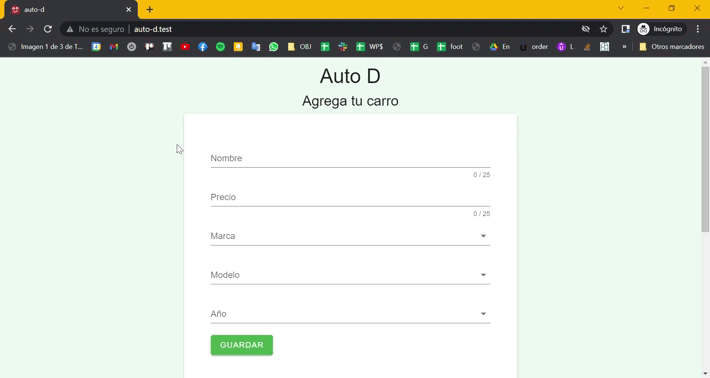 auto-d
No es seguro auto-d.test Incógnito
Imagen 1 de 3 de T... OBJ WP$ G foot En order L » Otros marcadores
Auto D
Agrega tu carro
Nombre
0 / 25
Precio
0 / 25
Marca
Modelo
Año
GUARDAR